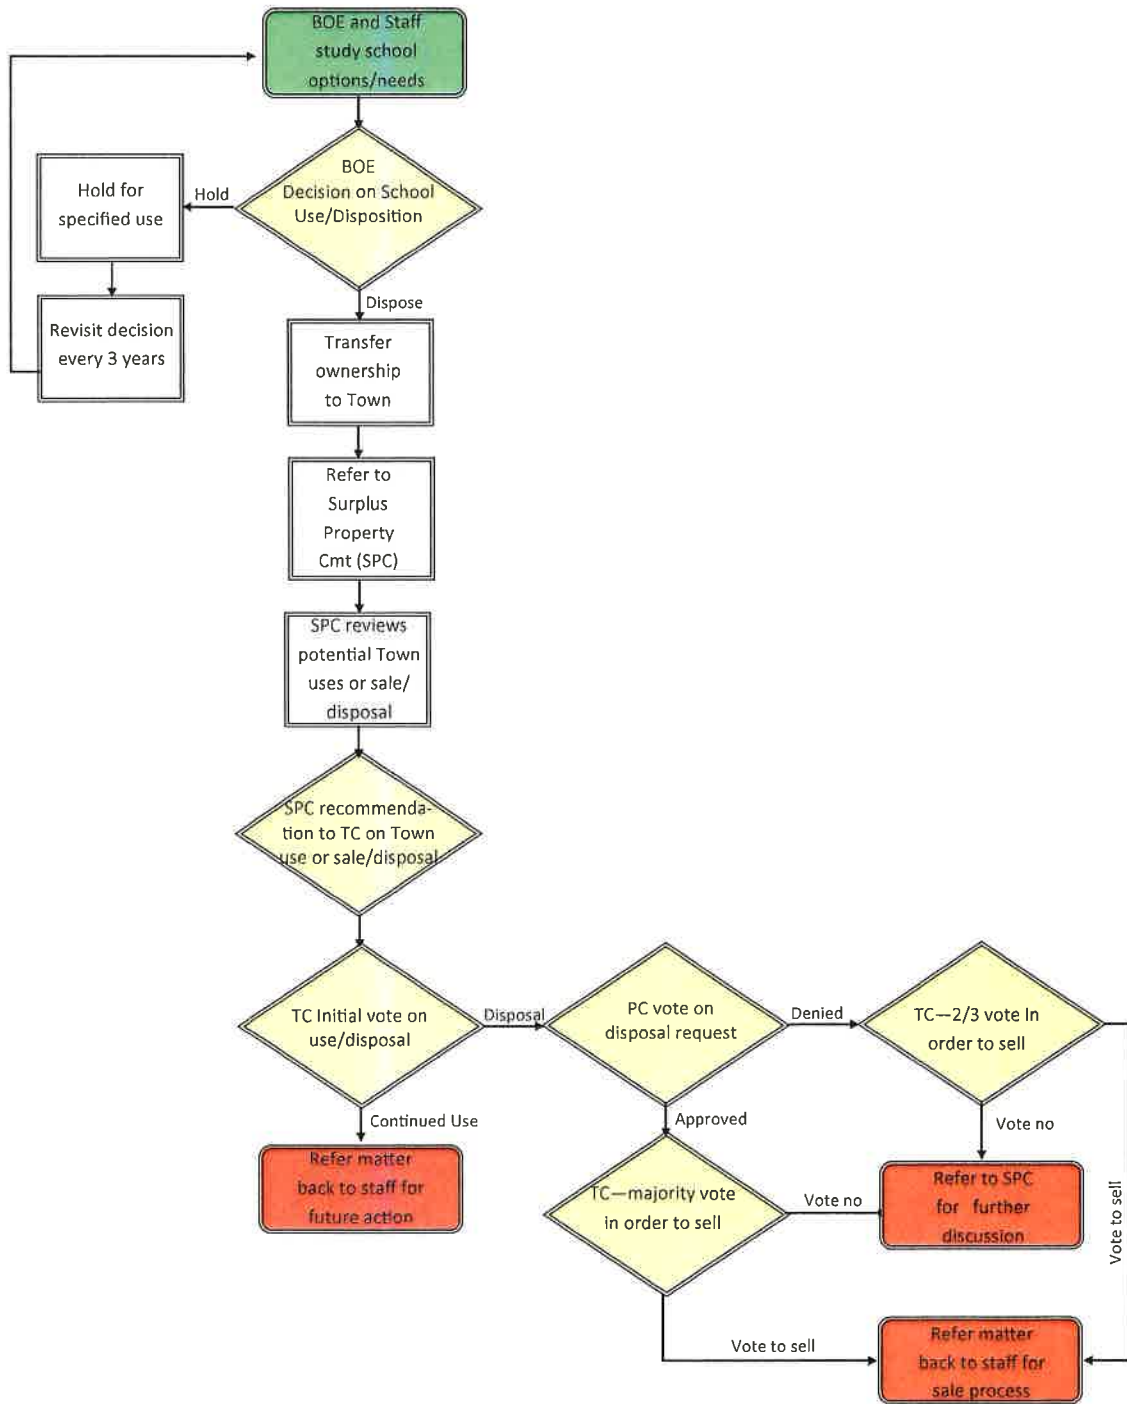 BOE and Staff
study school
options/needs
BOE
Decision on School
Use/Disposition
Hold
Hold for
specified use
Revisit decision
every 3 years
Dispose
Transfer
ownership
to Town
Refer to
Surplus
Property
Cmt (SPC)
SPC reviews
potential Town
uses or sale/
disposal
SPC recommenda-
tion to TC on Town
use or sale/disposal
TC Initial vote on
use/disposal
Disposal
PC vote on
disposal request
Denied
TC—2/3 vote In
order to sell
Continued Use
Refer matter
back to staff for
future action
Approved
TC—majority vote
in order to sell
Vote no
Vote no
Refer to SPC
for further
discussion
Vote to sell
Vote to sell
Refer matter
back to staff for
sale process